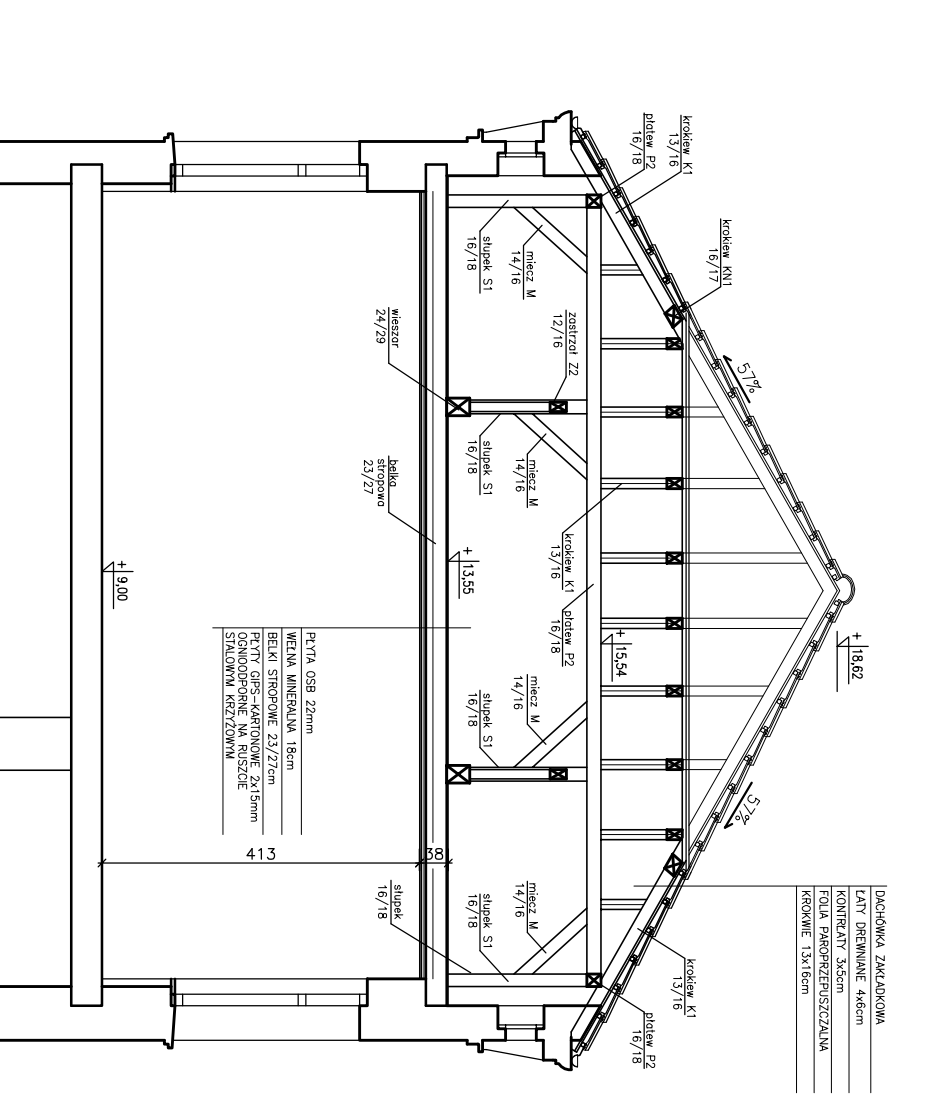 DACHÓWKA ZAKŁADKOWA
ŁATY DREWNIANE 4x6cm
KONTRŁATY 3x5cm
FOLIA PAROPRZEPUSZCZALNA
KROKWIE 13x16cm
+
18,62
57%
57%
krokiew KN1
16/17
krokiew K1
13/16
płatew P2
16/18
krokiew K1
13/16
płatew P2
16/18
+
15,54
krokiew K1
13/16
płatew P2
16/18
zastrzał Z2
12/16
miecz M
14/16
słupek S1
16/18
miecz M
14/16
słupek S1
16/18
miecz M
14/16
słupek S1
16/18
miecz M
14/16
słupek S1
16/18
+
13,55
wieszar
24/29
belka
stropowa
23/27
słupek
16/18
PŁYTA OSB 22mm
WEŁNA MINERALNA 18cm
BELKI STROPOWE 23/27cm
PŁYTY GIPS-KARTONOWE 2x15mm
OGNIOODPORNE NA RUSZCIE
STALOWYM KRZYŻOWYM
413
38
+
9,00